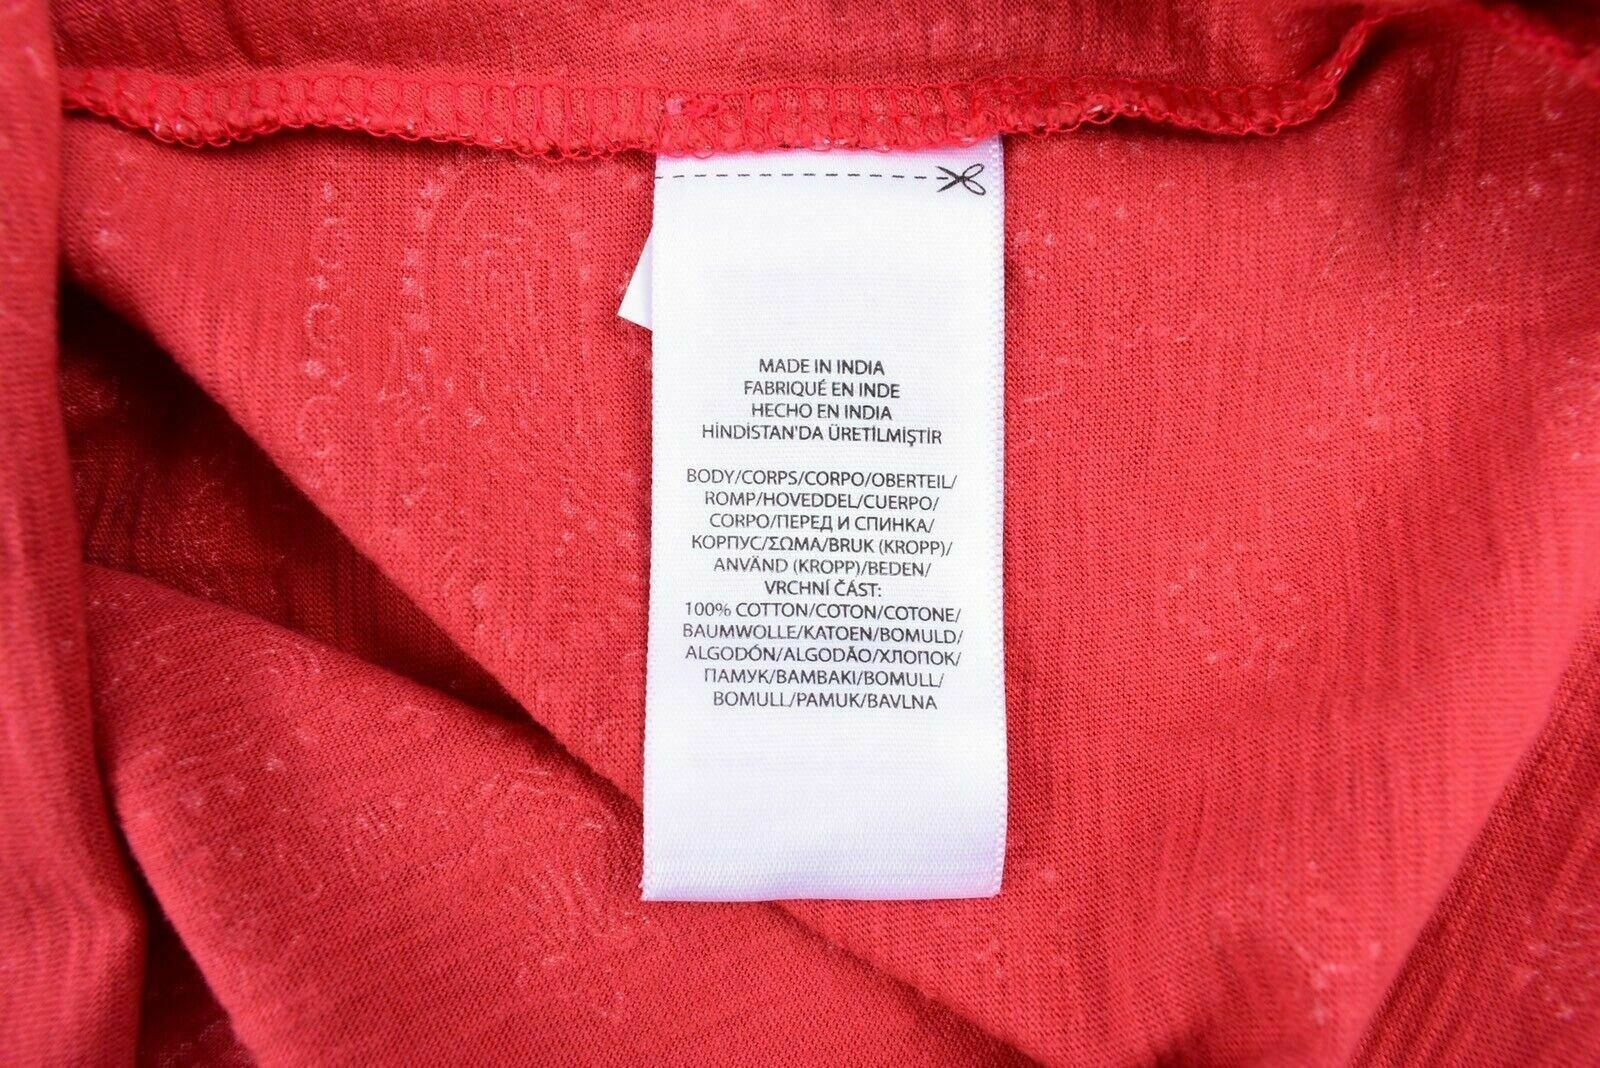 MADE IN INDIA
FABRIQUÉ EN INDE
HECHO EN INDIA
HİNDİSTAN'DA ÜRETİLMİŞTİR
BODY/CORPS/CORPO/OBERTEIL/
ROMP/HOVEDDEL/CUERPO/
CORPO/ПЕРЕД И СПИНКА/
КОРПУС/ΣΩΜΑ/BRUK (KROPP)/
ANVÄND (KROPP)/BEDEN/
VRCHNÍ ČÁST:
100% COTTON/COTON/COTONE/
BAUMWOLLE/KATOEN/BOMULD/
ALGODÓN/ALGODÃO/ХЛОПОК/
ПАМУК/BAMBAKI/BOMULL/
BOMULL/PAMUK/BAVLNA